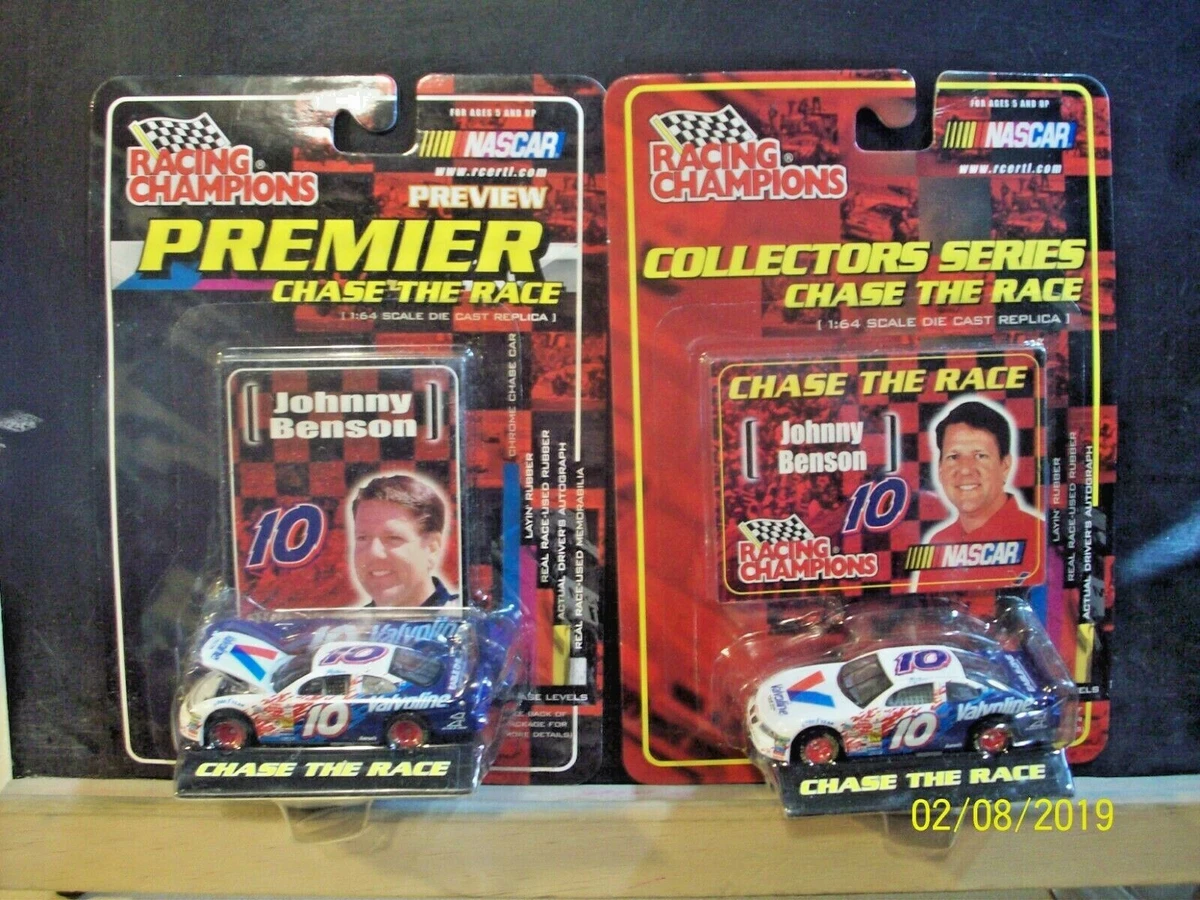 FOR AGES 5 AND UP
NASCAR
www.rcertl.com
RACING
CHAMPIONS
PREVIEW
PREMIER
CHASE THE RACE
[ 1:64 SCALE DIE CAST REPLICA ]
CHROME CHASE CAR
LAYIN' RUBBER
REAL RACE-USED RUBBER
ACTUAL DRIVER'S AUTOGRAPH
REAL RACE-USED MEMORABILIA
Johnny
Benson
10
10 Valvolin
10
Valvoline
10
CHASE THE RACE
FOR AGES 5 AND UP
NASCAR
www.rcertl.com
RACING
CHAMPIONS
COLLECTORS SERIES
CHASE THE RACE
[ 1:64 SCALE DIE CAST REPLICA ]
LAYIN' RUBBER
REAL RACE-USED RUBBER
ACTUAL DRIVER'S AUTOGRAPH
CHASE THE RACE
Johnny
Benson
10
RACING
CHAMPIONS
NASCAR
10
Valvoline
Valvoline
10
CHASE THE RACE
02/08/2019